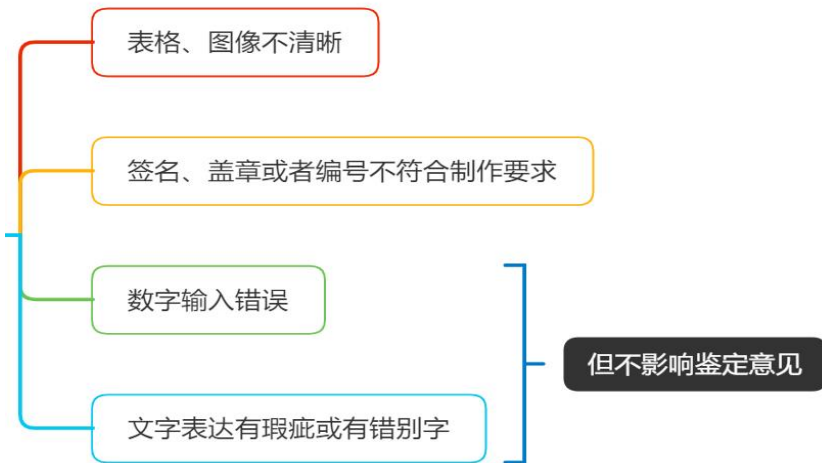 表格、图像不清晰
签名、盖章或者编号不符合制作要求
数字输入错误
但不影响鉴定意见
文字表达有瑕疵或有错别字